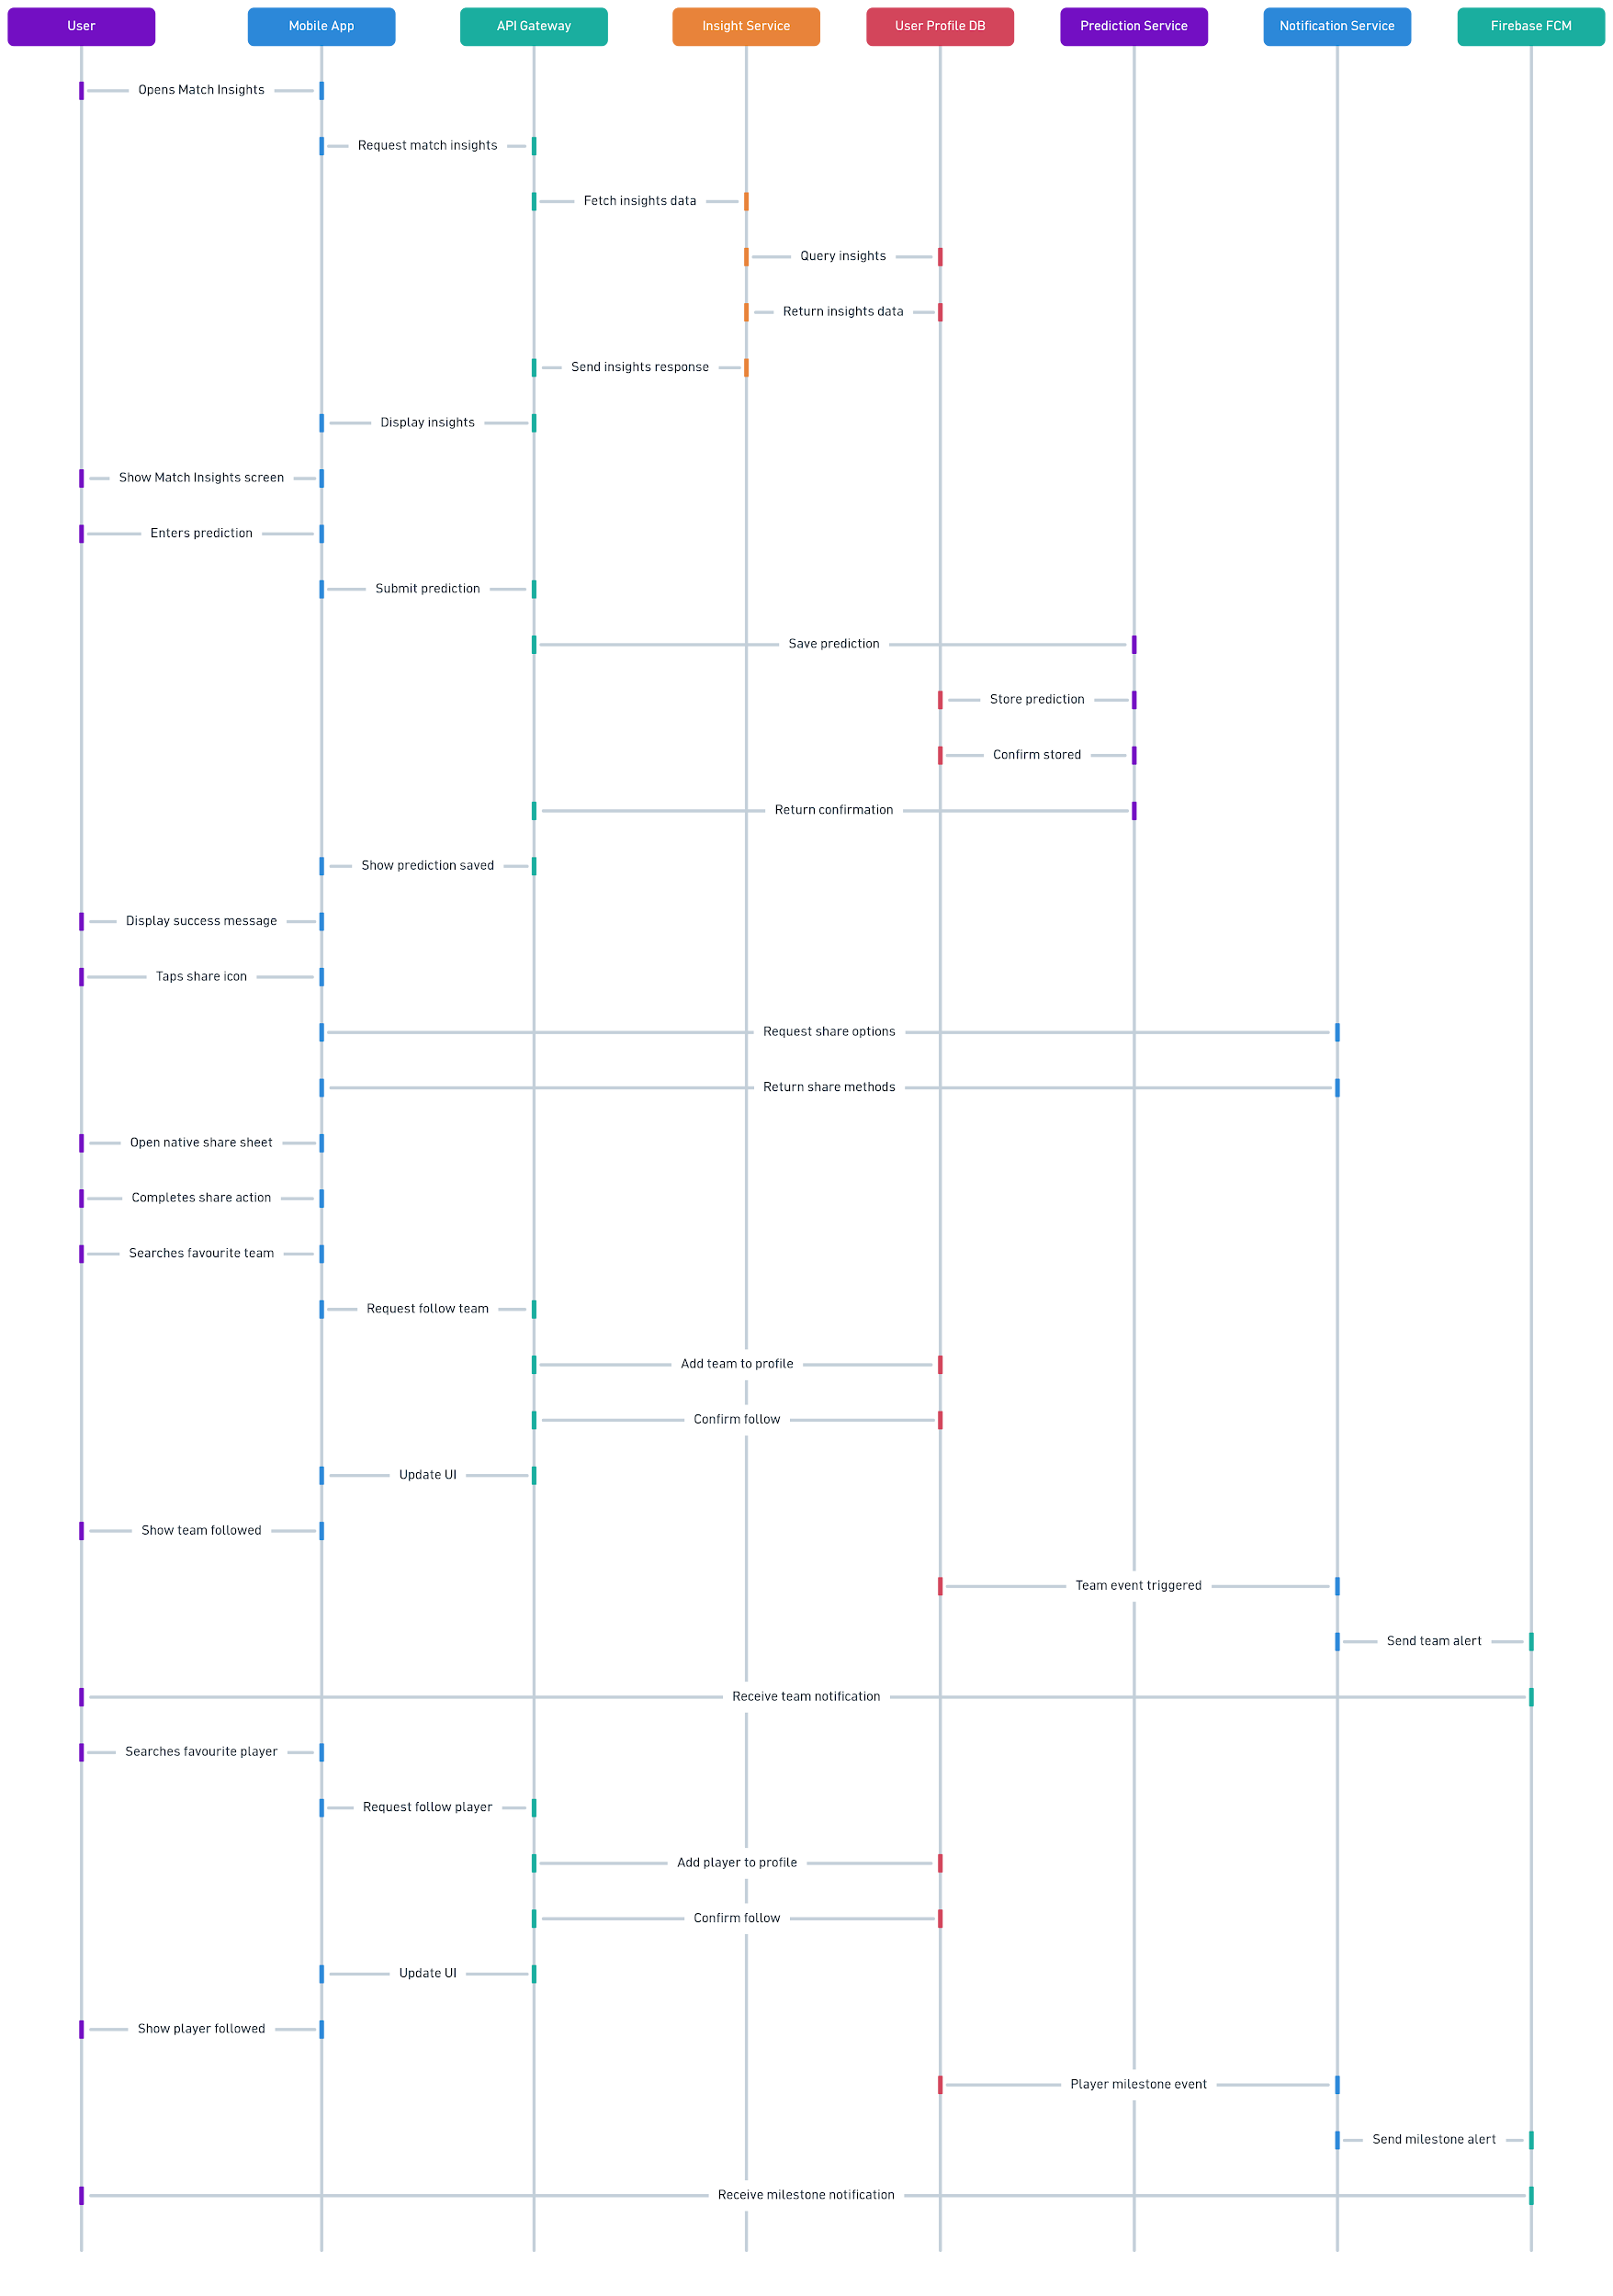 User
Mobile App
API Gateway
Insight Service
User Profile DB
Prediction Service
Notification Service
Firebase FCM
Opens Match Insights
Request match insights
Fetch insights data
Query insights
Return insights data
Send insights response
Display insights
Show Match Insights screen
Enters prediction
Submit prediction
Save prediction
Store prediction
Confirm stored
Return confirmation
Show prediction saved
Display success message
Taps share icon
Request share options
Return share methods
Open native share sheet
Completes share action
Searches favourite team
Request follow team
Add team to profile
Confirm follow
Update UI
Show team followed
Team event triggered
Send team alert
Receive team notification
Searches favourite player
Request follow player
Add player to profile
Confirm follow
Update UI
Show player followed
Player milestone event
Send milestone alert
Receive milestone notification